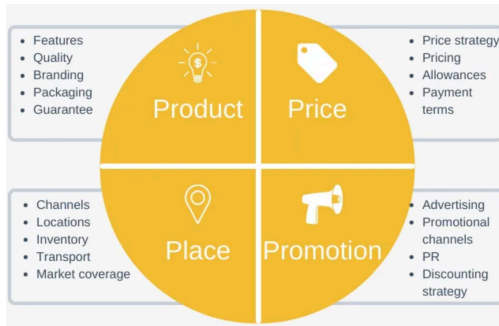 Features
Quality
Branding
Packaging
Guarantee
$
Product
Price
Price strategy
Pricing
Allowances
Payment
terms
Channels
Locations
Inventory
Transport
Market coverage
Place
Promotion
Advertising
Promotional
channels
PR
Discounting
strategy